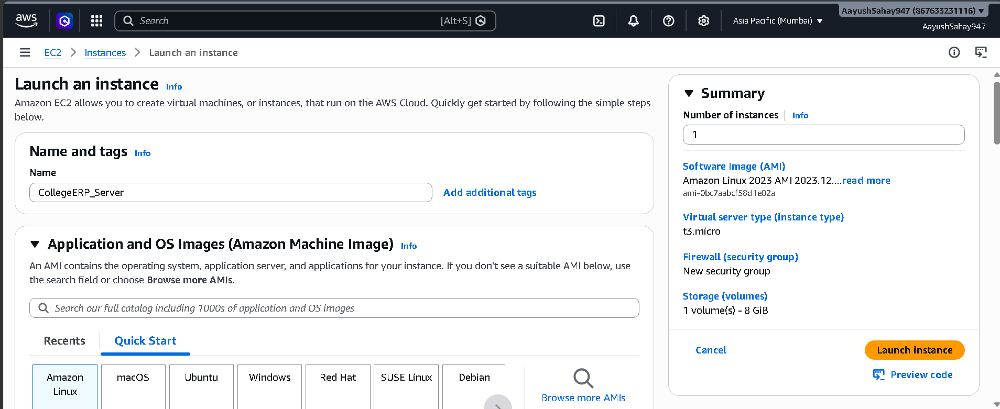 aws
Search
[Alt+S]
Asia Pacific (Mumbai)
AayushSahay947 (867633231116)
AayushSahay947
EC2
Instances
Launch an instance
Launch an instance Info
Amazon EC2 allows you to create virtual machines, or instances, that run on the AWS Cloud. Quickly get started by following the simple steps
below.
Name and tags Info
Name
CollegeERP_Server
Add additional tags
Application and OS Images (Amazon Machine Image) Info
An AMI contains the operating system, application server, and applications for your instance. If you don't see a suitable AMI below, use
the search field or choose Browse more AMIs.
Search our full catalog including 1000s of application and OS images
Recents
Quick Start
Amazon
Linux
macOS
Ubuntu
Windows
Red Hat
SUSE Linux
Debian
Browse more AMIs
Summary
Number of instances Info
1
Software Image (AMI)
Amazon Linux 2023 AMI 2023.12....read more
ami-0bc7aabcf58d1e02a
Virtual server type (instance type)
t3.micro
Firewall (security group)
New security group
Storage (volumes)
1 volume(s) - 8 GiB
Cancel
Launch instance
Preview code